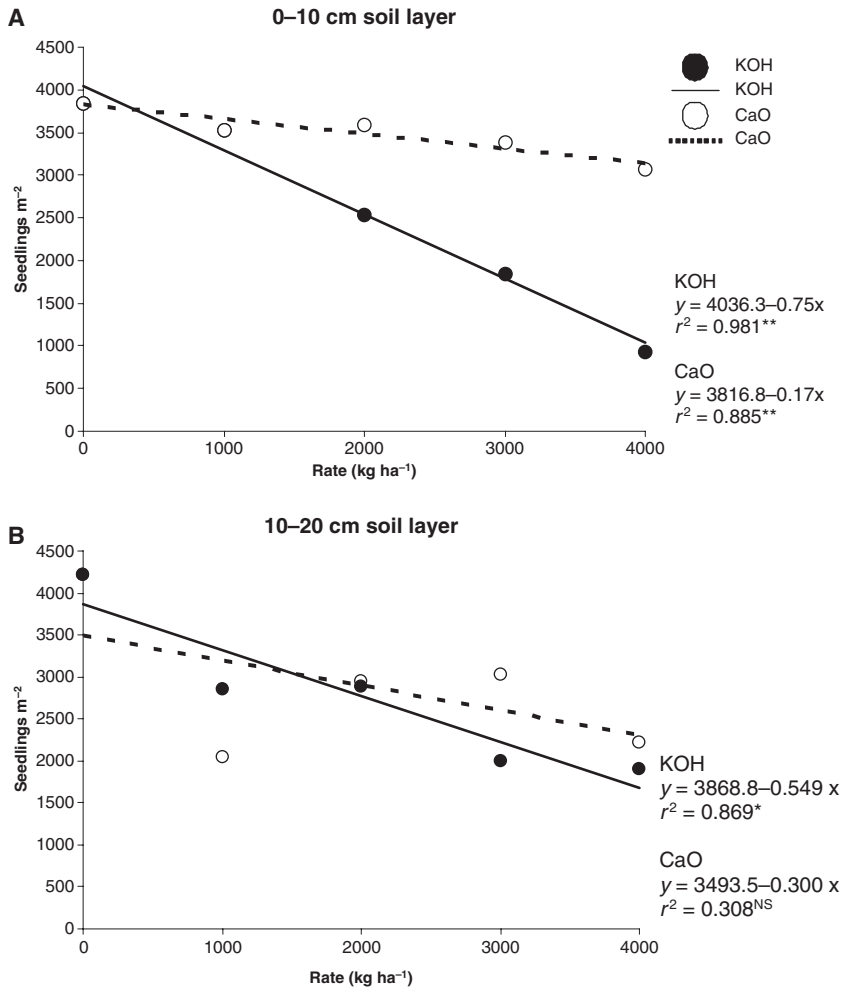 A
0–10 cm soil layer
4500
4000
3500
3000
2500
2000
1500
1000
500
0
Seedlings m⁻²
0 1000 2000 3000 4000
Rate (kg ha⁻¹)
KOH
KOH
CaO
CaO
KOH
y = 4036.3–0.75x
r² = 0.981**
CaO
y = 3816.8–0.17x
r² = 0.885**
B
10–20 cm soil layer
4500
4000
3500
3000
2500
2000
1500
1000
500
0
Seedlings m⁻²
0 1000 2000 3000 4000
Rate (kg ha⁻¹)
KOH
y = 3868.8–0.549 x
r² = 0.869*
CaO
y = 3493.5–0.300 x
r² = 0.308ᴺˢ